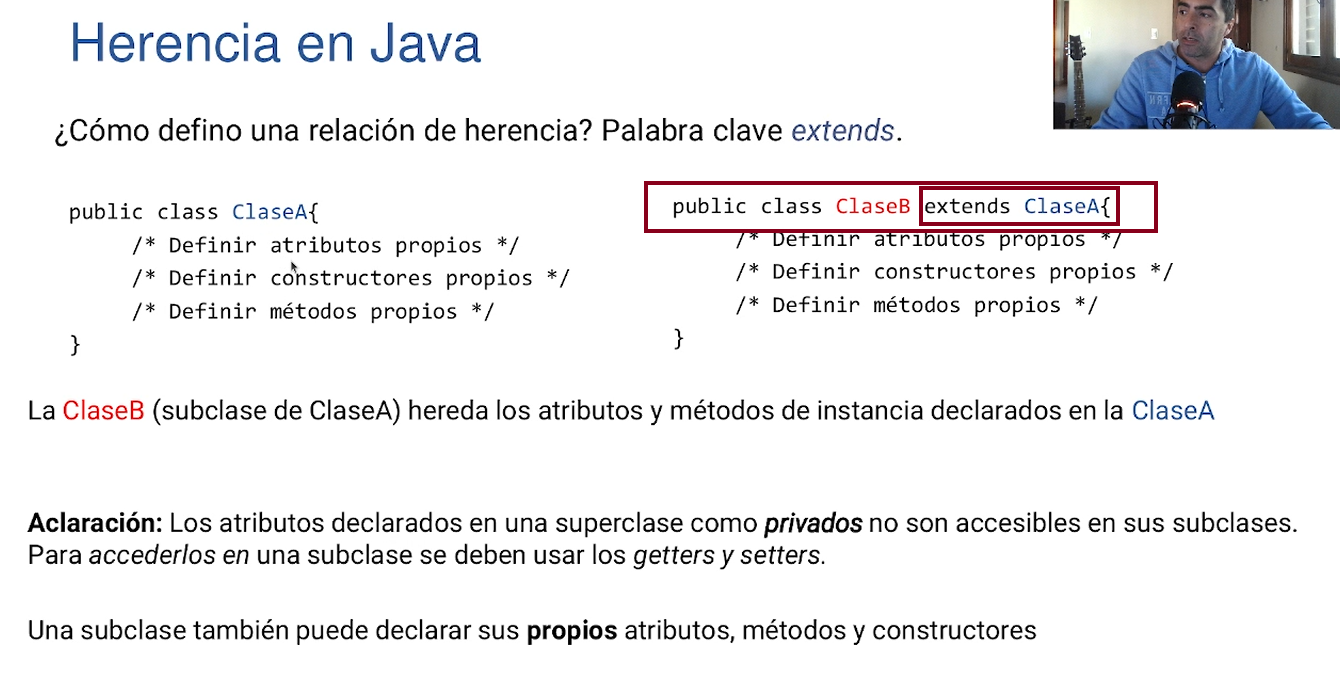 Herencia en Java
¿Cómo defino una relación de herencia? Palabra clave extends.
public class ClaseA{
/* Definir atributos propios */
/* Definir constructores propios */
/* Definir métodos propios */
}
public class ClaseB extends ClaseA{
/* Definir atributos propios */
/* Definir constructores propios */
/* Definir métodos propios */
}
La ClaseB (subclase de ClaseA) hereda los atributos y métodos de instancia declarados en la ClaseA
Aclaración: Los atributos declarados en una superclase como privados no son accesibles en sus subclases.
Para accederlos en una subclase se deben usar los getters y setters.
Una subclase también puede declarar sus propios atributos, métodos y constructores